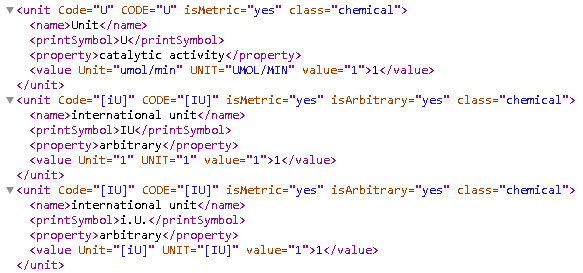 <unit Code="U" CODE="U" isMetric="yes" class="chemical">
<name>Unit</name>
<printSymbol>U</printSymbol>
<property>catalytic activity</property>
<value Unit="umol/min" UNIT="UMOL/MIN" value="1">1</value>
</unit>
<unit Code="[iU]" CODE="[IU]" isMetric="yes" isArbitrary="yes" class="chemical">
<name>international unit</name>
<printSymbol>IU</printSymbol>
<property>arbitrary</property>
<value Unit="1" UNIT="1" value="1">1</value>
</unit>
<unit Code="[IU]" CODE="[IU]" isMetric="yes" isArbitrary="yes" class="chemical">
<name>international unit</name>
<printSymbol>i.U.</printSymbol>
<property>arbitrary</property>
<value Unit="[iU]" UNIT="[IU]" value="1">1</value>
</unit>